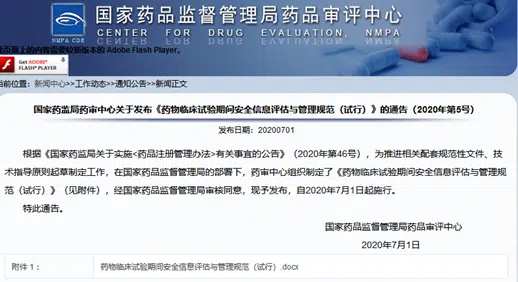 国家药品监督管理局药品审评中心
CENTER FOR DRUG EVALUATION, NMPA
NMPA CDE
此页面上的内容需要较新版本的 Adobe Flash Player。
Get ADOBE®
FLASH® PLAYER
当前位置：新闻中心>>工作动态>>通知公告>>新闻正文
国家药监局药审中心关于发布《药物临床试验期间安全信息评估与管理规范（试行）》的通告（2020年第5号）
发布日期：20200701
根据《国家药监局关于实施<药品注册管理办法>有关事宜的公告》（2020年第46号），为推进相关配套规范性文件、技
术指导原则起草制定工作，在国家药品监督管理局的部署下，药审中心组织制定了《药物临床试验期间安全信息评估与管理规
范（试行）》（见附件），经国家药品监督管理局审核同意，现予发布，自2020年7月1日起施行。
特此通告。
国家药品监督管理局药品审评中心
2020年7月1日
附件 1：
药物临床试验期间安全信息评估与管理规范（试行）.docx